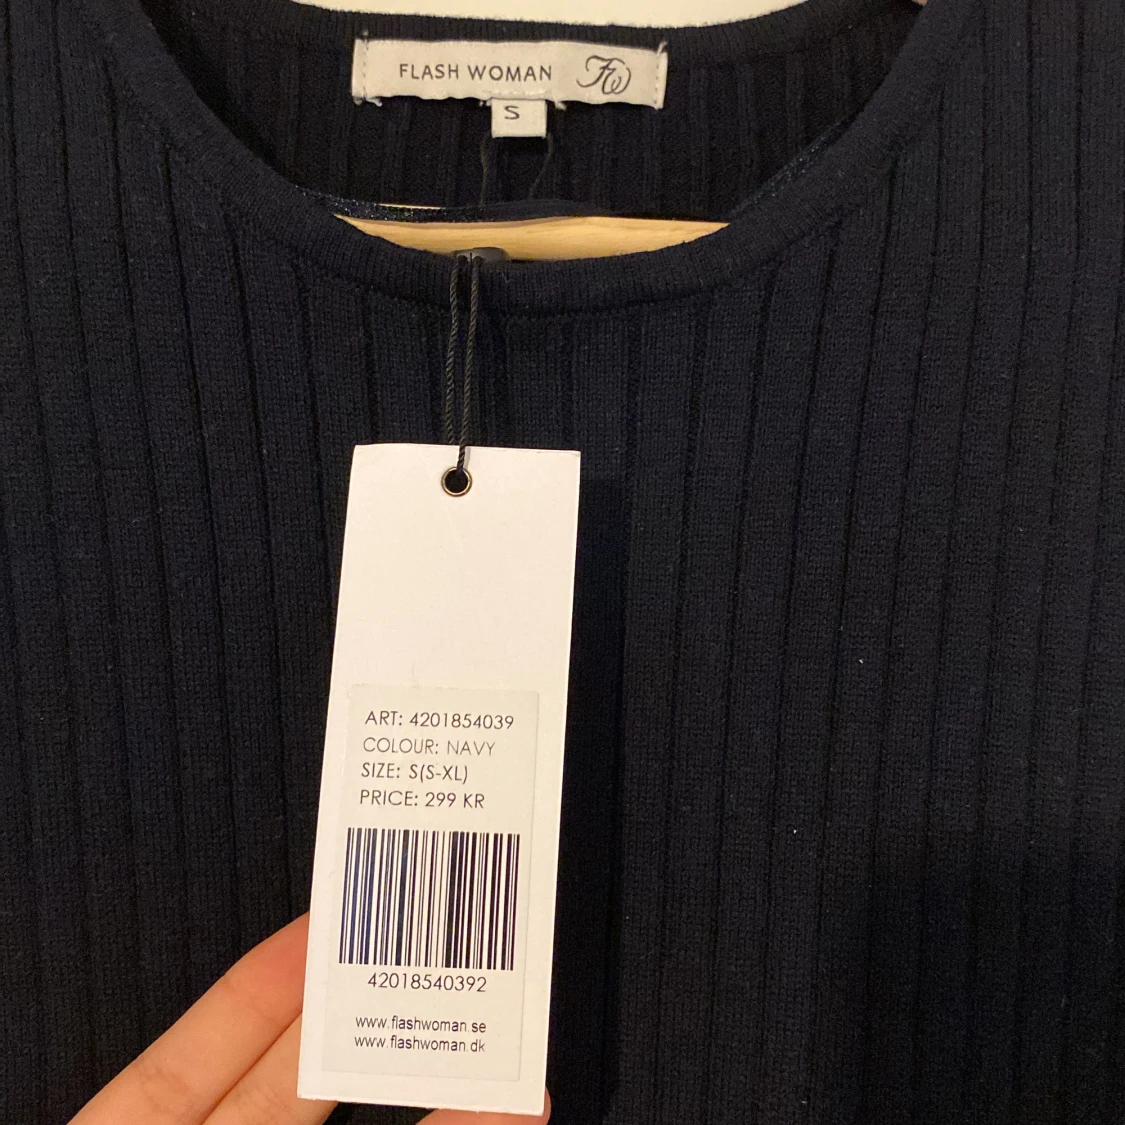 FLASH WOMAN FW
S
ART: 4201854039
COLOUR: NAVY
SIZE: S(S-XL)
PRICE: 299 KR
42018540392
www.flashwoman.se
www.flashwoman.dk